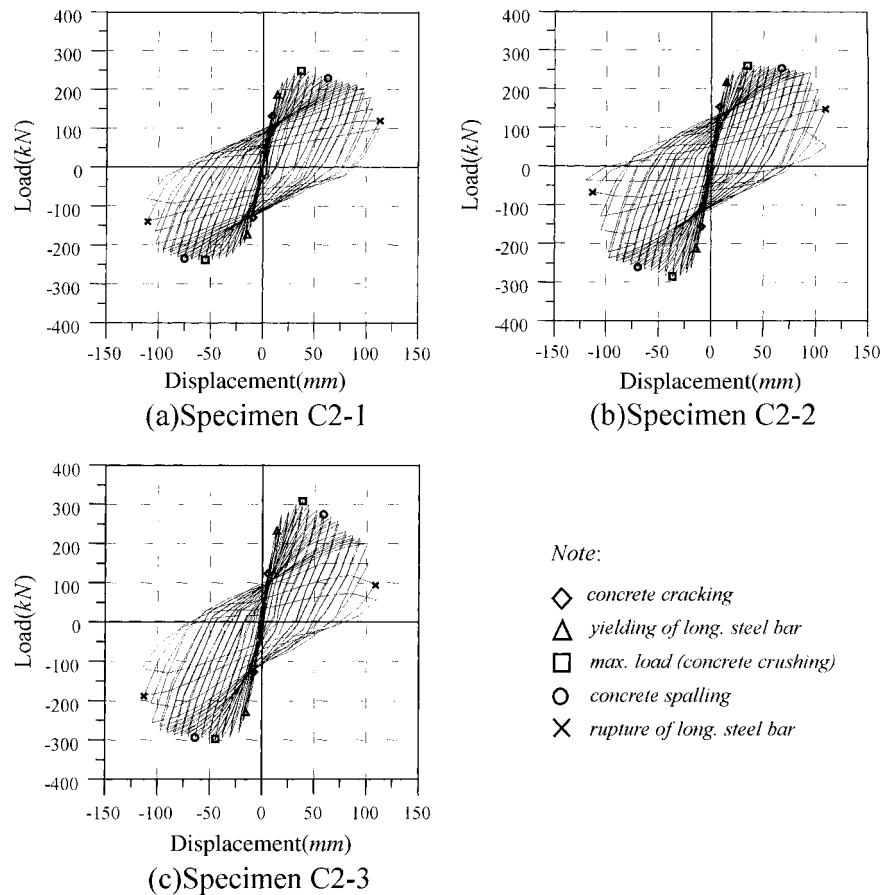 400
300
200
100
0
-100
-200
-300
-400
Load(kN)
-150 -100 -50 0 50 100 150
Displacement(mm)
(a)Specimen C2-1
400
300
200
100
0
-100
-200
-300
-400
Load(kN)
-150 -100 -50 0 50 100 150
Displacement(mm)
(b)Specimen C2-2
400
300
200
100
0
-100
-200
-300
-400
Load(kN)
-150 -100 -50 0 50 100 150
Displacement(mm)
(c)Specimen C2-3
Note:
concrete cracking
yielding of long. steel bar
max. load (concrete crushing)
concrete spalling
rupture of long. steel bar